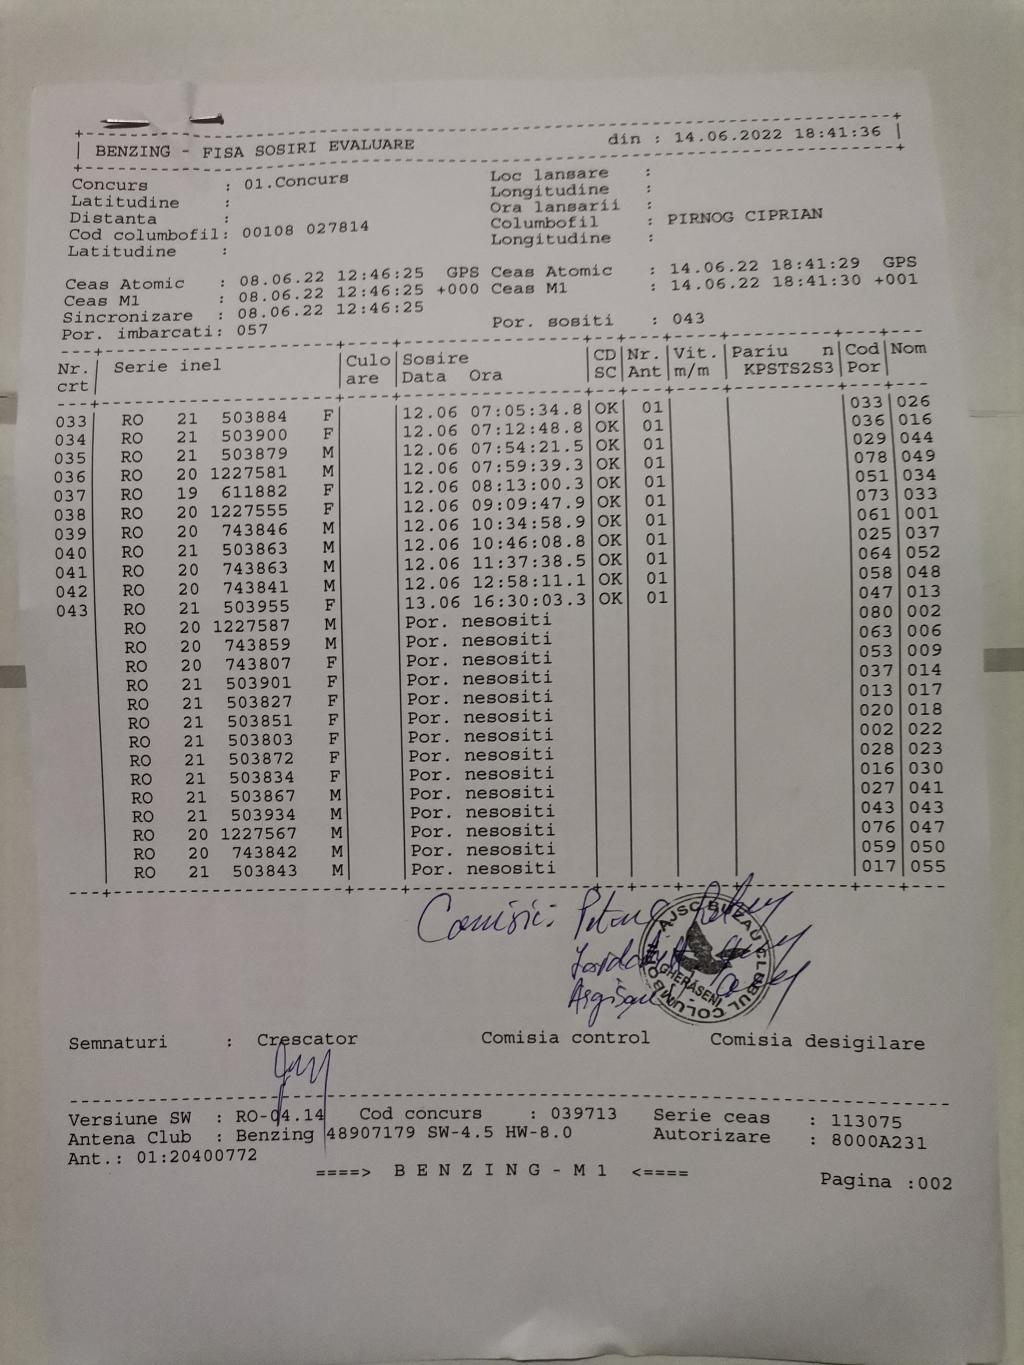 BENZING - FISA SOSIRI EVALUARE din : 14.06.2022 18:41:36
Concurs : 01.Concurs Loc lansare :
Latitudine : Longitudine :
Distanta : Ora lansarii :
Cod columbofil: 00108 027814 Columbofil : PIRNOG CIPRIAN
Latitudine : Longitudine :
Ceas Atomic : 08.06.22 12:46:25 GPS Ceas Atomic : 14.06.22 18:41:29 GPS
Ceas M1 : 08.06.22 12:46:25 +000 Ceas M1 : 14.06.22 18:41:30 +001
Sincronizare : 08.06.22 12:46:25
Por. imbarcati: 057 Por. sositi : 043
Nr. | Serie inel |Culo|Sosire |CD|Nr.|Vit.|Pariu n|Cod|Nom
crt| |are |Data Ora |SC|Ant|m/m | KPSTS2S3|Por|
033| RO 21 503884 F| |12.06 07:05:34.8|OK| 01| | |033|026
034| RO 21 503900 F| |12.06 07:12:48.8|OK| 01| | |036|016
035| RO 21 503879 M| |12.06 07:54:21.5|OK| 01| | |029|044
036| RO 20 1227581 M| |12.06 07:59:39.3|OK| 01| | |078|049
037| RO 19 611882 F| |12.06 08:13:00.3|OK| 01| | |051|034
038| RO 20 1227555 F| |12.06 09:09:47.9|OK| 01| | |073|033
039| RO 20 743846 M| |12.06 10:34:58.9|OK| 01| | |061|001
040| RO 21 503863 M| |12.06 10:46:08.8|OK| 01| | |025|037
041| RO 20 743863 M| |12.06 11:37:38.5|OK| 01| | |064|052
042| RO 20 743841 M| |12.06 12:58:11.1|OK| 01| | |058|048
043| RO 21 503955 F| |13.06 16:30:03.3|OK| 01| | |047|013
RO 20 1227587 M| |Por. nesositi | | | | |080|002
RO 20 743859 M| |Por. nesositi | | | | |063|006
RO 20 743807 F| |Por. nesositi | | | | |053|009
RO 21 503901 F| |Por. nesositi | | | | |037|014
RO 21 503827 F| |Por. nesositi | | | | |013|017
RO 21 503851 F| |Por. nesositi | | | | |020|018
RO 21 503803 F| |Por. nesositi | | | | |002|022
RO 21 503872 F| |Por. nesositi | | | | |028|023
RO 21 503834 F| |Por. nesositi | | | | |016|030
RO 21 503867 M| |Por. nesositi | | | | |027|041
RO 21 503934 M| |Por. nesositi | | | | |043|043
RO 20 1227567 M| |Por. nesositi | | | | |076|047
RO 20 743842 M| |Por. nesositi | | | | |059|050
RO 21 503843 M| |Por. nesositi | | | | |017|055
Comisie:
AJSC BUZAU CLUBUL COLUMBOFIL
GHERĂSENI
Semnaturi : Crescator Comisia control Comisia desigilare
Versiune SW : RO-04.14 Cod concurs : 039713 Serie ceas : 113075
Antena Club : Benzing 48907179 SW-4.5 HW-8.0 Autorizare : 8000A231
Ant.: 01:20400772
====> B E N Z I N G - M 1 <====
Pagina :002